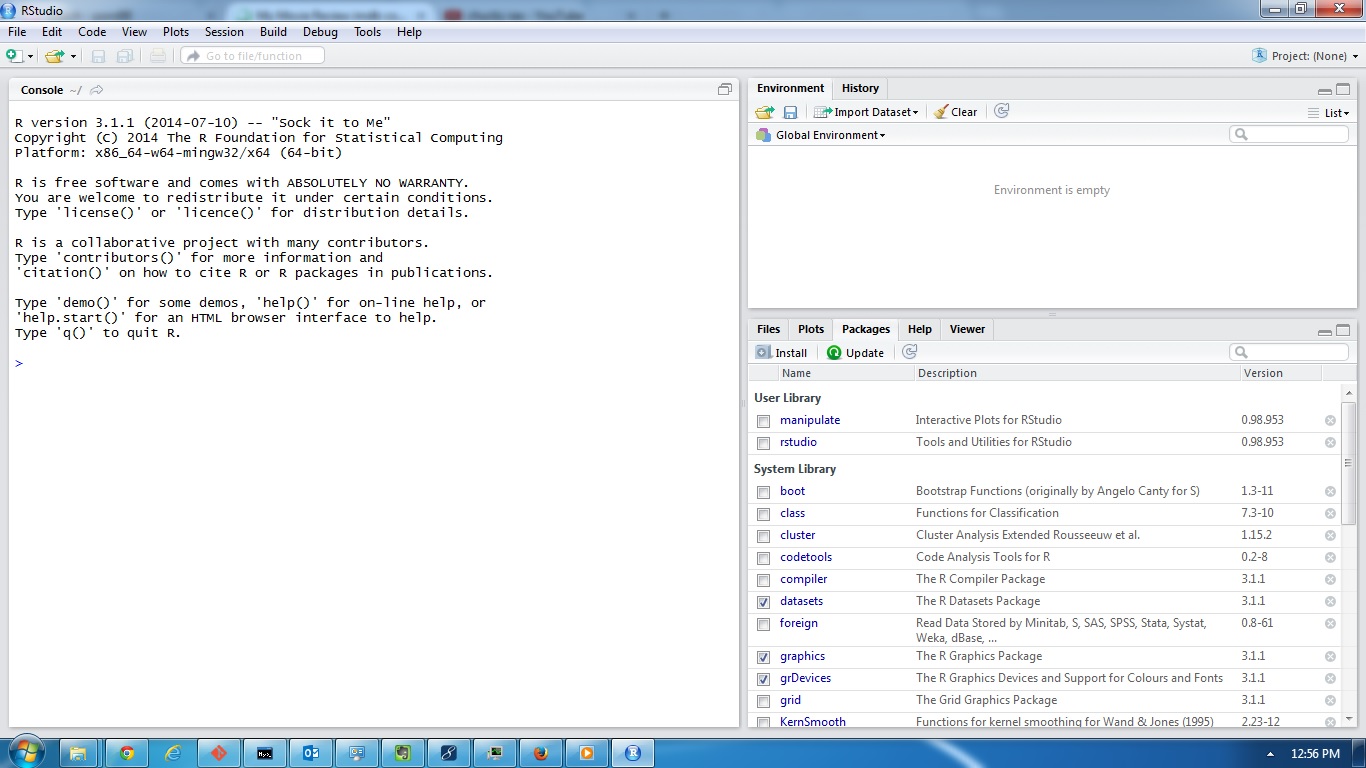 RStudio
File Edit Code View Plots Session Build Debug Tools Help
Go to file/function
Project: (None)
Console ~/
R version 3.1.1 (2014-07-10) -- "Sock it to Me"
Copyright (C) 2014 The R Foundation for Statistical Computing
Platform: x86_64-w64-mingw32/x64 (64-bit)
R is free software and comes with ABSOLUTELY NO WARRANTY.
You are welcome to redistribute it under certain conditions.
Type 'license()' or 'licence()' for distribution details.
R is a collaborative project with many contributors.
Type 'contributors()' for more information and
'citation()' on how to cite R or R packages in publications.
Type 'demo()' for some demos, 'help()' for on-line help, or
'help.start()' for an HTML browser interface to help.
Type 'q()' to quit R.
>
Environment History
Import Dataset Clear List
Global Environment
Environment is empty
Files Plots Packages Help Viewer
Install Update
Name Description Version
User Library
manipulate Interactive Plots for RStudio 0.98.953
rstudio Tools and Utilities for RStudio 0.98.953
System Library
boot Bootstrap Functions (originally by Angelo Canty for S) 1.3-11
class Functions for Classification 7.3-10
cluster Cluster Analysis Extended Rousseeuw et al. 1.15.2
codetools Code Analysis Tools for R 0.2-8
compiler The R Compiler Package 3.1.1
datasets The R Datasets Package 3.1.1
foreign Read Data Stored by Minitab, S, SAS, SPSS, Stata, Systat, 0.8-61
Weka, dBase, ...
graphics The R Graphics Package 3.1.1
grDevices The R Graphics Devices and Support for Colours and Fonts 3.1.1
grid The Grid Graphics Package 3.1.1
KernSmooth Functions for kernel smoothing for Wand & Jones (1995) 2.23-12
12:56 PM